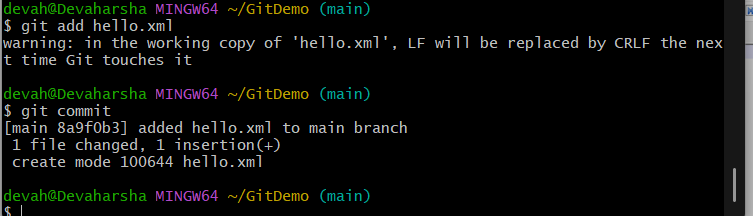 devah@Devaharsha MINGW64 ~/GitDemo (main)
$ git add hello.xml
warning: in the working copy of 'hello.xml', LF will be replaced by CRLF the nex
t time Git touches it
devah@Devaharsha MINGW64 ~/GitDemo (main)
$ git commit
[main 8a9f0b3] added hello.xml to main branch
 1 file changed, 1 insertion(+)
 create mode 100644 hello.xml
devah@Devaharsha MINGW64 ~/GitDemo (main)
$